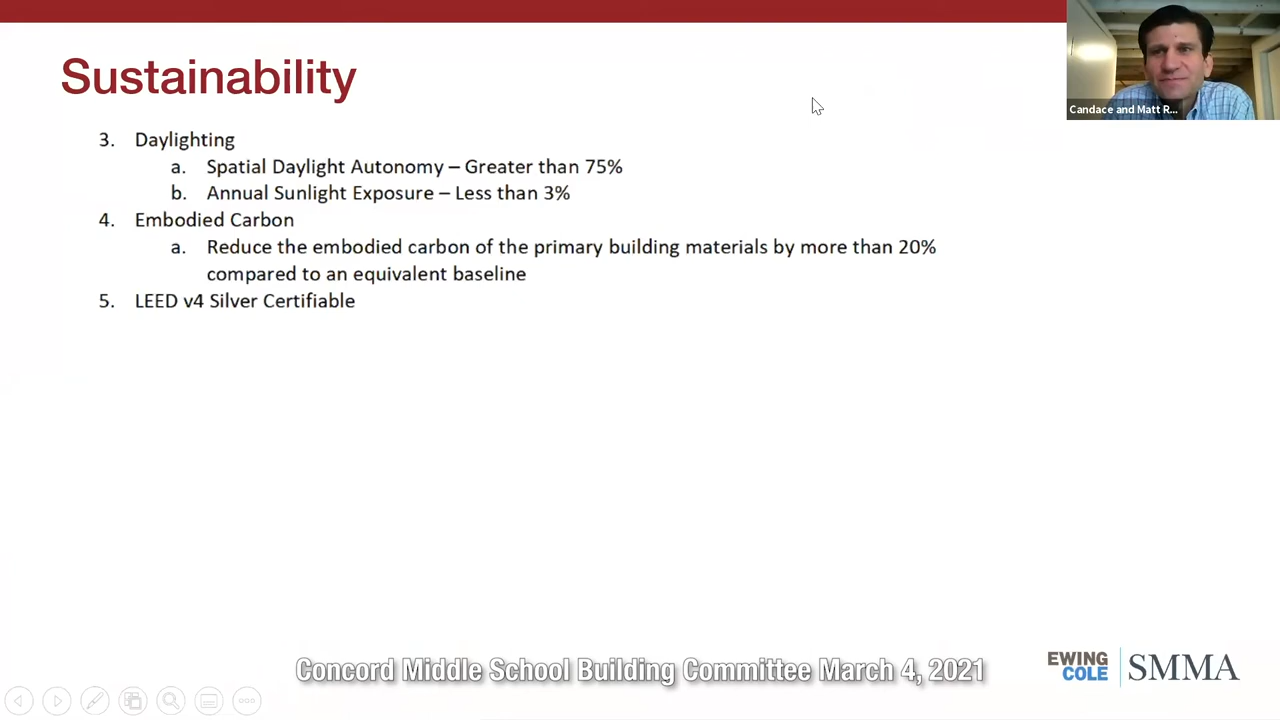 Sustainability
Candace and Matt R...
3. Daylighting
a. Spatial Daylight Autonomy – Greater than 75%
b. Annual Sunlight Exposure – Less than 3%
4. Embodied Carbon
a. Reduce the embodied carbon of the primary building materials by more than 20%
compared to an equivalent baseline
5. LEED v4 Silver Certifiable
Concord Middle School Building Committee March 4, 2021
EWING
COLE
SMMA